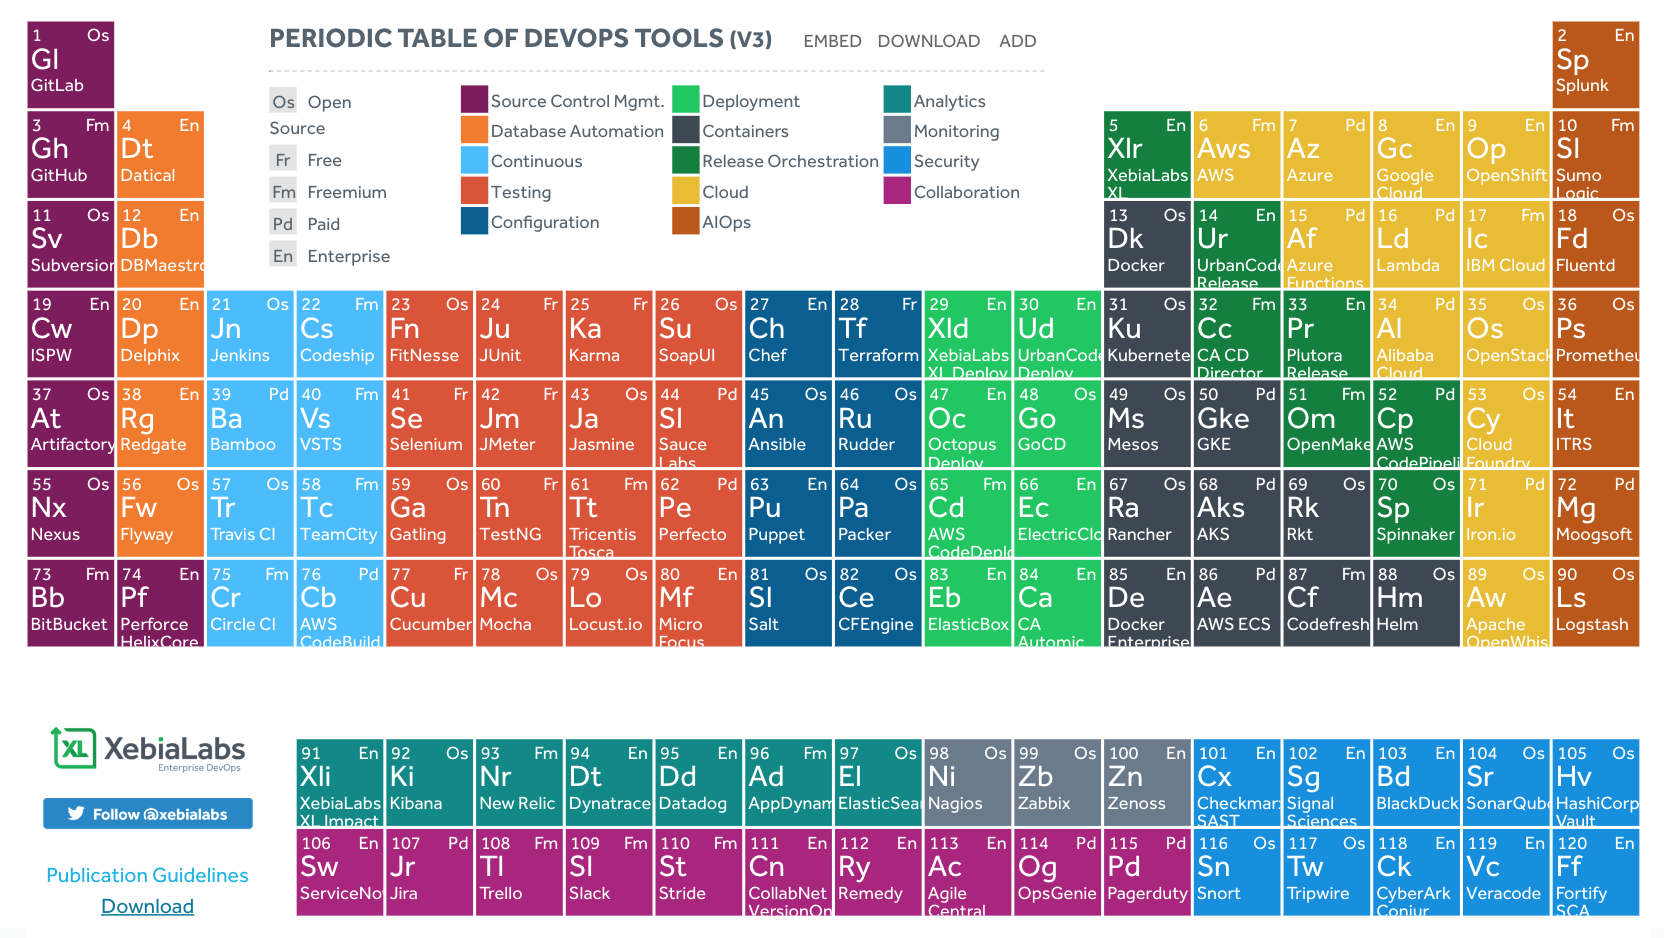 PERIODIC TABLE OF DEVOPS TOOLS (V3)
EMBED DOWNLOAD ADD
Os Open Source
Fr Free
Fm Freemium
Pd Paid
En Enterprise
Source Control Mgmt.
Database Automation
Continuous
Testing
Configuration
Deployment
Containers
Release Orchestration
Cloud
AIOps
Analytics
Monitoring
Security
Collaboration
1 Os
Gl
GitLab
2 En
Sp
Splunk
3 Fm
Gh
GitHub
4 En
Dt
Datical
5 En
Xlr
XebiaLabs
XL
6 Fm
Aws
AWS
7 Pd
Az
Azure
8 En
Gc
Google
Cloud
9 En
Op
OpenShift
10 Fm
Sl
Sumo
Logic
11 Os
Sv
Subversion
12 En
Db
DBMaestro
13 Os
Dk
Docker
14 En
Ur
UrbanCode
Release
15 Pd
Af
Azure
Functions
16 Pd
Ld
Lambda
17 Fm
Ic
IBM Cloud
18 Os
Fd
Fluentd
19 En
Cw
ISPW
20 En
Dp
Delphix
21 Os
Jn
Jenkins
22 Fm
Cs
Codeship
23 Os
Fn
FitNesse
24 Fr
Ju
JUnit
25 Fr
Ka
Karma
26 Os
Su
SoapUI
27 En
Ch
Chef
28 Fr
Tf
Terraform
29 En
Xld
XebiaLabs
XL Deploy
30 En
Ud
UrbanCode
Deploy
31 Os
Ku
Kubernete
32 Fm
Cc
CA CD
Director
33 En
Pr
Plutora
Release
34 Pd
Al
Alibaba
Cloud
35 Os
Os
OpenStack
36 Os
Ps
Prometheu
37 Os
At
Artifactory
38 En
Rg
Redgate
39 Pd
Ba
Bamboo
40 Fm
Vs
VSTS
41 Fr
Se
Selenium
42 Fr
Jm
JMeter
43 Os
Ja
Jasmine
44 Pd
Sl
Sauce
Labs
45 Os
An
Ansible
46 Os
Ru
Rudder
47 En
Oc
Octopus
Deploy
48 Os
Go
GoCD
49 Os
Ms
Mesos
50 Pd
Gke
GKE
51 Fm
Om
OpenMake
52 Pd
Cp
AWS
CodePipeli
53 Os
Cy
Cloud
Foundry
54 En
It
ITRS
55 Os
Nx
Nexus
56 Os
Fw
Flyway
57 Os
Tr
Travis CI
58 Fm
Tc
TeamCity
59 Os
Ga
Gatling
60 Fr
Tn
TestNG
61 Fm
Tt
Tricentis
Tosca
62 Pd
Pe
Perfecto
63 En
Pu
Puppet
64 Os
Pa
Packer
65 Fm
Cd
AWS
CodeDeplo
66 En
Ec
ElectricClo
67 Os
Ra
Rancher
68 Pd
Aks
AKS
69 Os
Rk
Rkt
70 Os
Sp
Spinnaker
71 Pd
Ir
Iron.io
72 Pd
Mg
Moogsoft
73 Fm
Bb
BitBucket
74 En
Pf
Perforce
HelixCore
75 Fm
Cr
Circle CI
76 Pd
Cb
AWS
CodeBuild
77 Fr
Cu
Cucumber
78 Os
Mc
Mocha
79 Os
Lo
Locust.io
80 En
Mf
Micro
Focus
81 Os
Sl
Salt
82 Os
Ce
CFEngine
83 En
Eb
ElasticBox
84 En
Ca
CA
Automic
85 En
De
Docker
Enterprise
86 Pd
Ae
AWS ECS
87 Fm
Cf
Codefresh
88 Os
Hm
Helm
89 Os
Aw
Apache
OpenWhis
90 Os
Ls
Logstash
XL XebiaLabs
Enterprise DevOps
Follow @xebialabs
Publication Guidelines
Download
91 En
Xli
XebiaLabs
XL Impact
92 Os
Ki
Kibana
93 Fm
Nr
New Relic
94 En
Dt
Dynatrace
95 En
Dd
Datadog
96 Fm
Ad
AppDynam
97 Os
El
ElasticSear
98 Os
Ni
Nagios
99 Os
Zb
Zabbix
100 En
Zn
Zenoss
101 En
Cx
Checkmarx
SAST
102 En
Sg
Signal
Sciences
103 En
Bd
BlackDuck
104 Os
Sr
SonarQube
105 Os
Hv
HashiCorp
Vault
106 En
Sw
ServiceNow
107 Pd
Jr
Jira
108 Fm
Tl
Trello
109 Fm
Sl
Slack
110 Fm
St
Stride
111 En
Cn
CollabNet
VersionOn
112 En
Ry
Remedy
113 En
Ac
Agile
Central
114 Pd
Og
OpsGenie
115 Pd
Pd
Pagerduty
116 Os
Sn
Snort
117 Os
Tw
Tripwire
118 En
Ck
CyberArk
Conjur
119 En
Vc
Veracode
120 En
Ff
Fortify
SCA